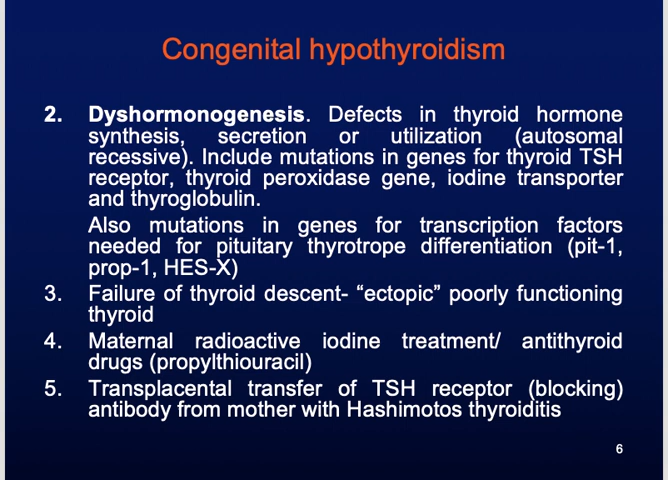 Congenital hypothyroidism
2. Dyshormonogenesis. Defects in thyroid hormone
synthesis, secretion or utilization (autosomal
recessive). Include mutations in genes for thyroid TSH
receptor, thyroid peroxidase gene, iodine transporter
and thyroglobulin.
Also mutations in genes for transcription factors
needed for pituitary thyrotrope differentiation (pit-1,
prop-1, HES-X)
3. Failure of thyroid descent- “ectopic” poorly functioning
thyroid
4. Maternal radioactive iodine treatment/ antithyroid
drugs (propylthiouracil)
5. Transplacental transfer of TSH receptor (blocking)
antibody from mother with Hashimotos thyroiditis
6